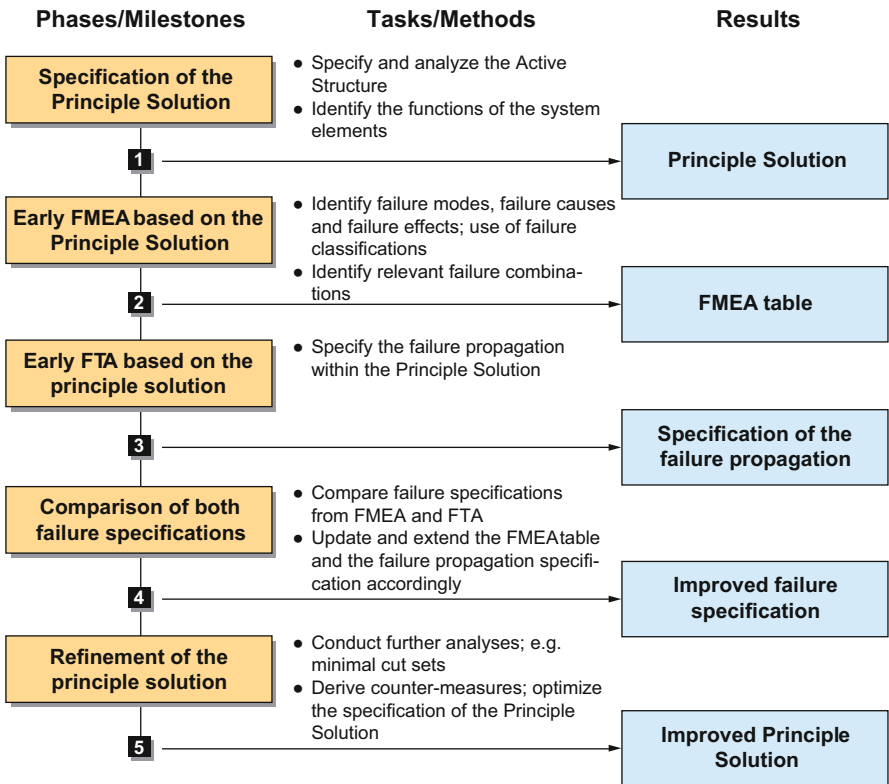 Phases/Milestones
Tasks/Methods
Results
Specification of the
Principle Solution
● Specify and analyze the Active
Structure
● Identify the functions of the system
elements
1
Principle Solution
Early FMEA based on the
Principle Solution
● Identify failure modes, failure causes
and failure effects; use of failure
classifications
● Identify relevant failure combina-
tions
2
FMEA table
Early FTA based on the
principle solution
● Specify the failure propagation
within the Principle Solution
3
Specification of the
failure propagation
Comparison of both
failure specifications
● Compare failure specifications
from FMEA and FTA
● Update and extend the FMEAtable
and the failure propagation specifi-
cation accordingly
4
Improved failure
specification
Refinement of the
principle solution
● Conduct further analyses; e.g.
minimal cut sets
● Derive counter-measures; optimize
the specification of the Principle
Solution
5
Improved Principle
Solution